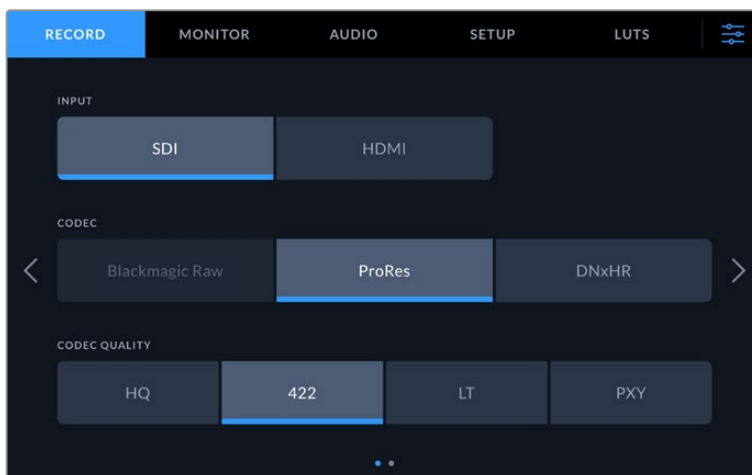 RECORD MONITOR AUDIO SETUP LUTS
INPUT
SDI HDMI
CODEC
Blackmagic Raw ProRes DNxHR
CODEC QUALITY
HQ 422 LT PXY